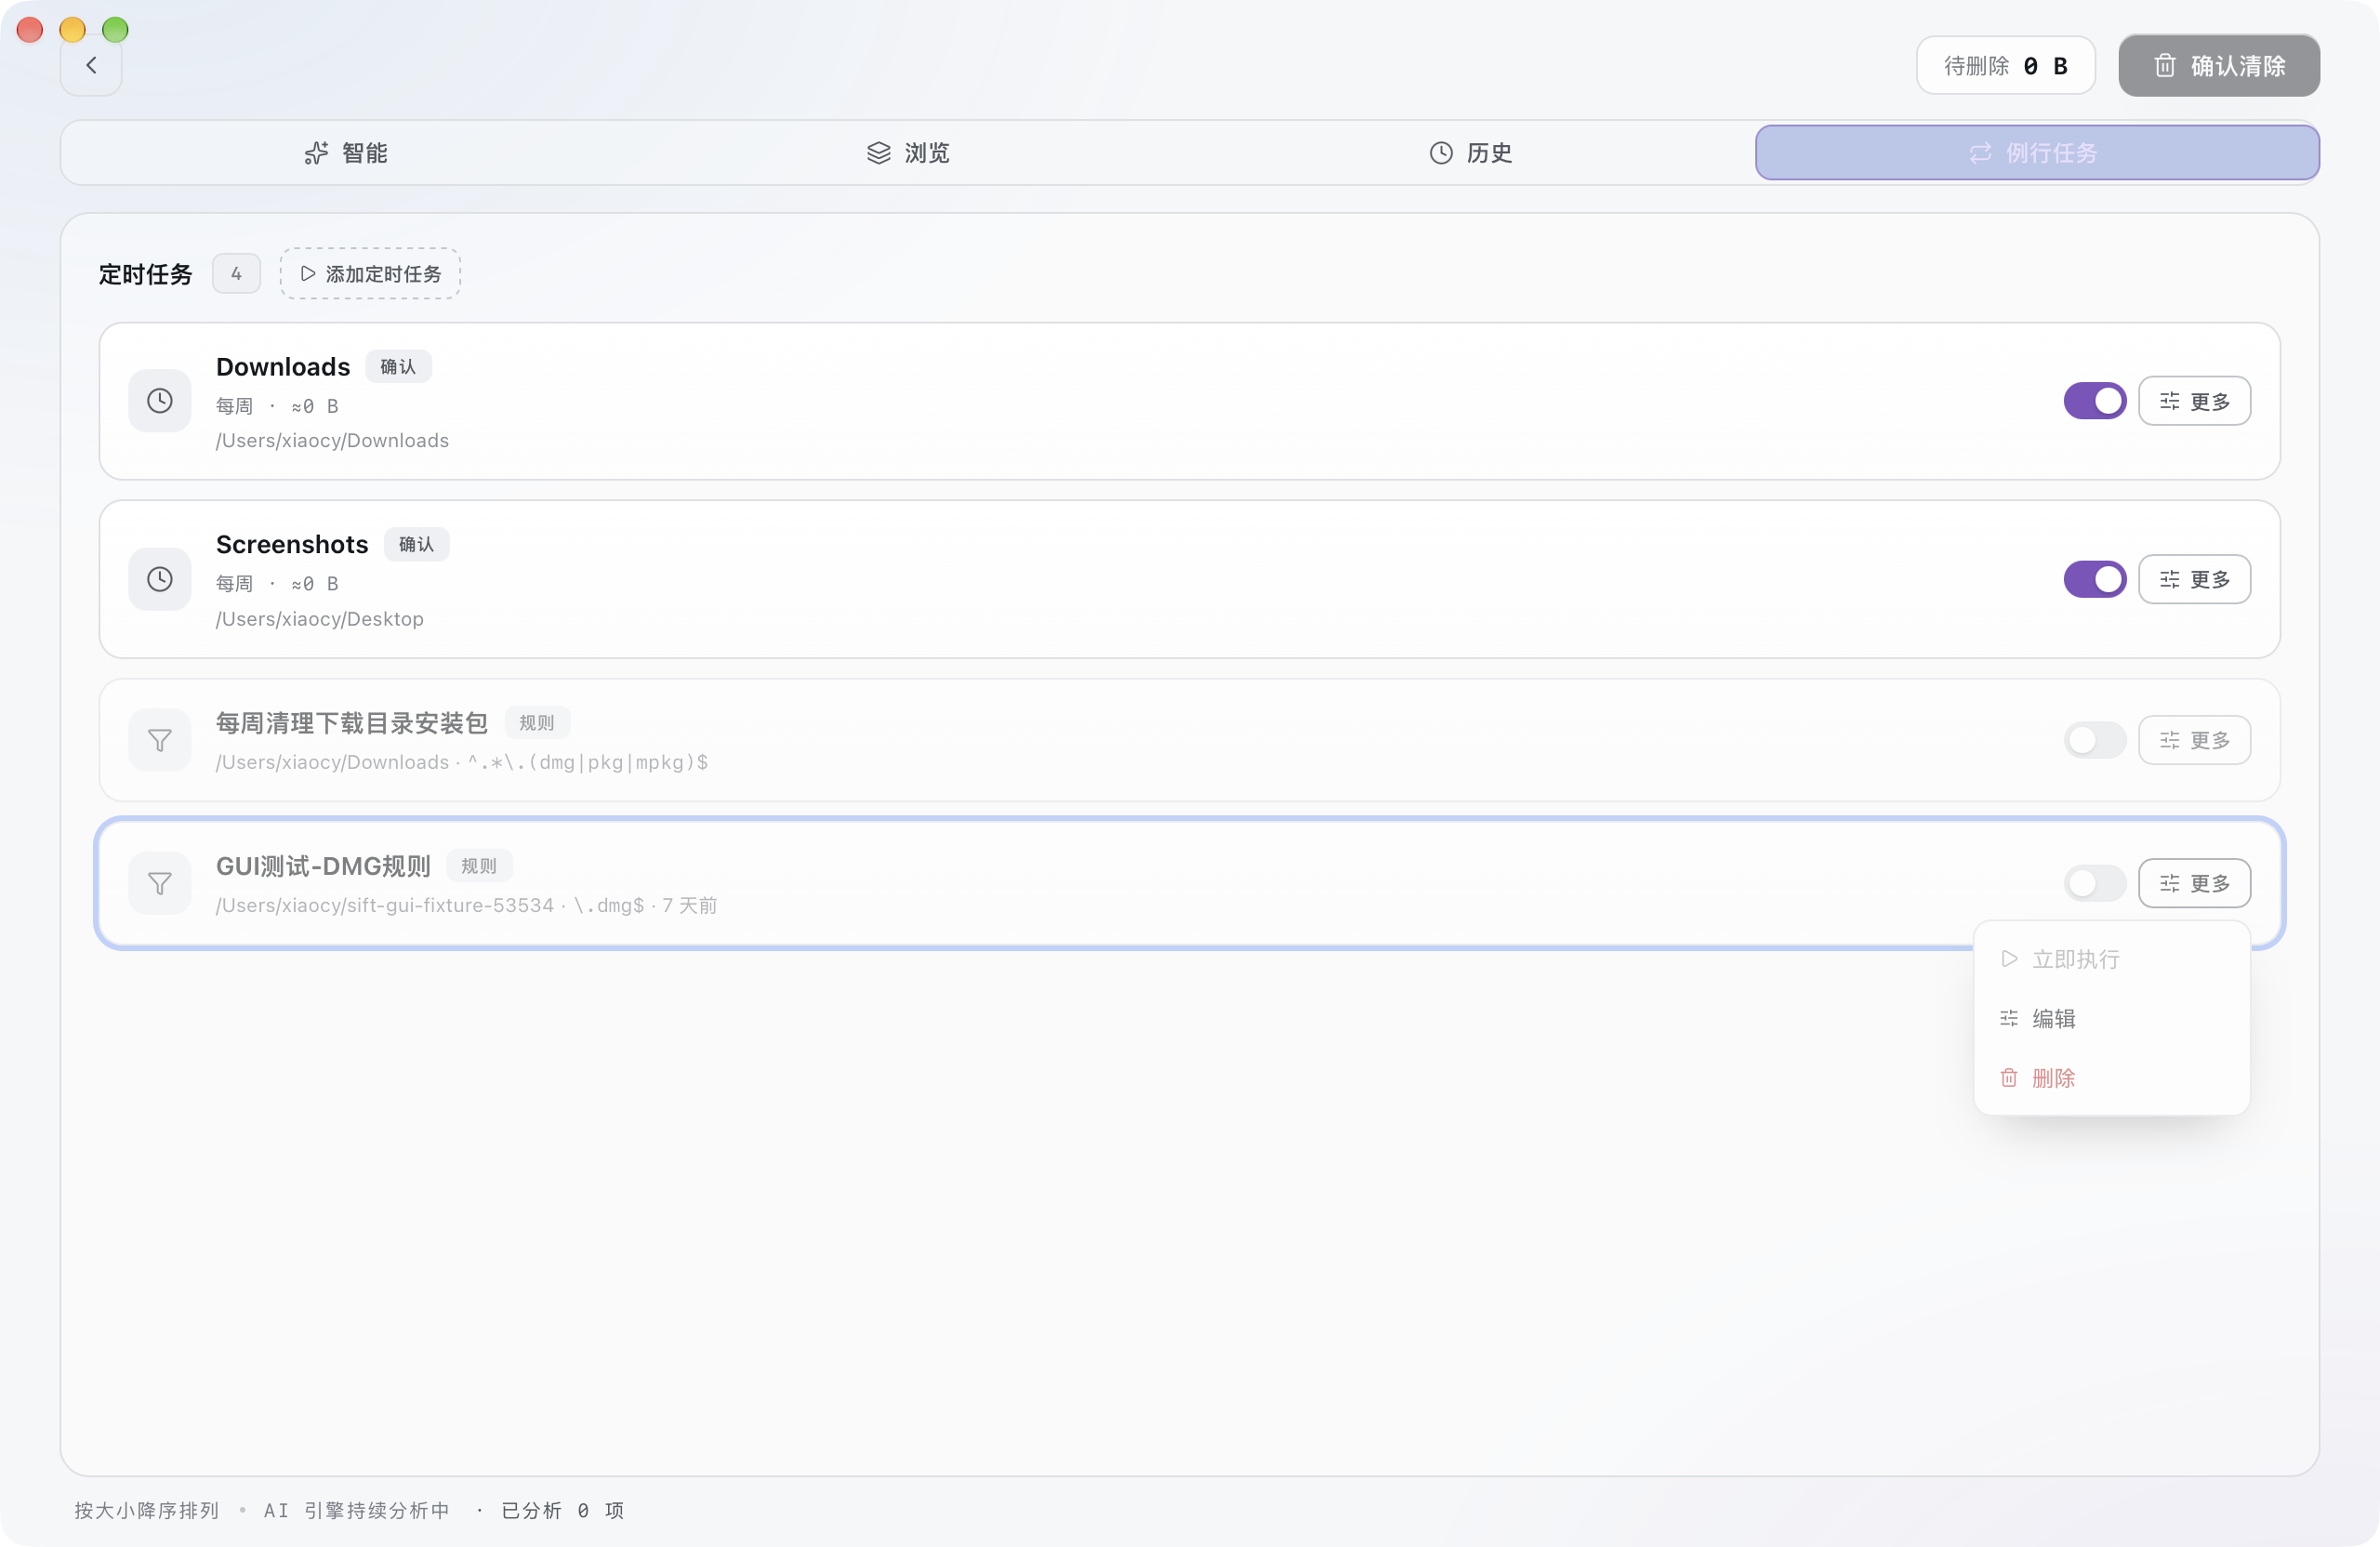 待删除 0 B
确认清除
智能
浏览
历史
例行任务
定时任务 4 添加定时任务
Downloads 确认
每周 · ≈0 B
/Users/xiaocy/Downloads
更多
Screenshots 确认
每周 · ≈0 B
/Users/xiaocy/Desktop
更多
每周清理下载目录安装包 规则
/Users/xiaocy/Downloads · ^.*\.(dmg|pkg|mpkg)$
更多
GUI测试-DMG规则 规则
/Users/xiaocy/sift-gui-fixture-53534 · \.dmg$ · 7 天前
更多
立即执行
编辑
删除
按大小降序排列 • AI 引擎持续分析中 · 已分析 0 项